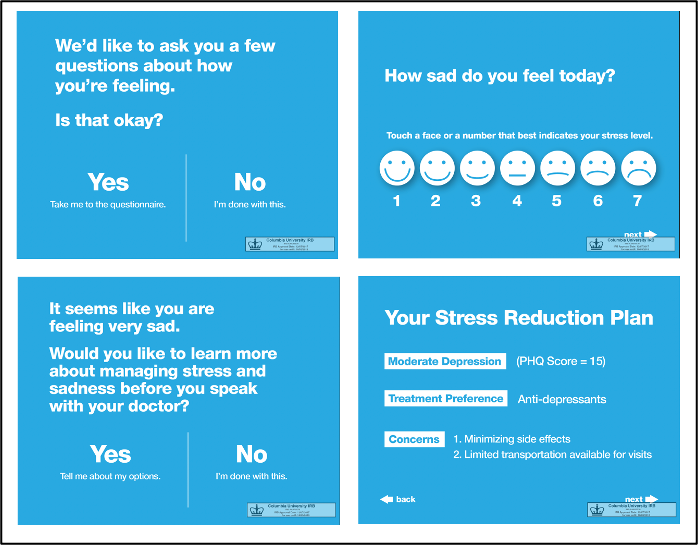 We'd like to ask you a few
questions about how
you're feeling.
Is that okay?
Yes
Take me to the questionnaire.
No
I'm done with this.
Columbia University IRB
How sad do you feel today?
Touch a face or a number that best indicates your stress level.
1 2 3 4 5 6 7
next
Columbia University IRB
It seems like you are
feeling very sad.
Would you like to learn more
about managing stress and
sadness before you speak
with your doctor?
Yes
Tell me about my options.
No
I'm done with this.
Columbia University IRB
Your Stress Reduction Plan
Moderate Depression (PHQ Score = 15)
Treatment Preference Anti-depressants
Concerns 1. Minimizing side effects
2. Limited transportation available for visits
back
next
Columbia University IRB